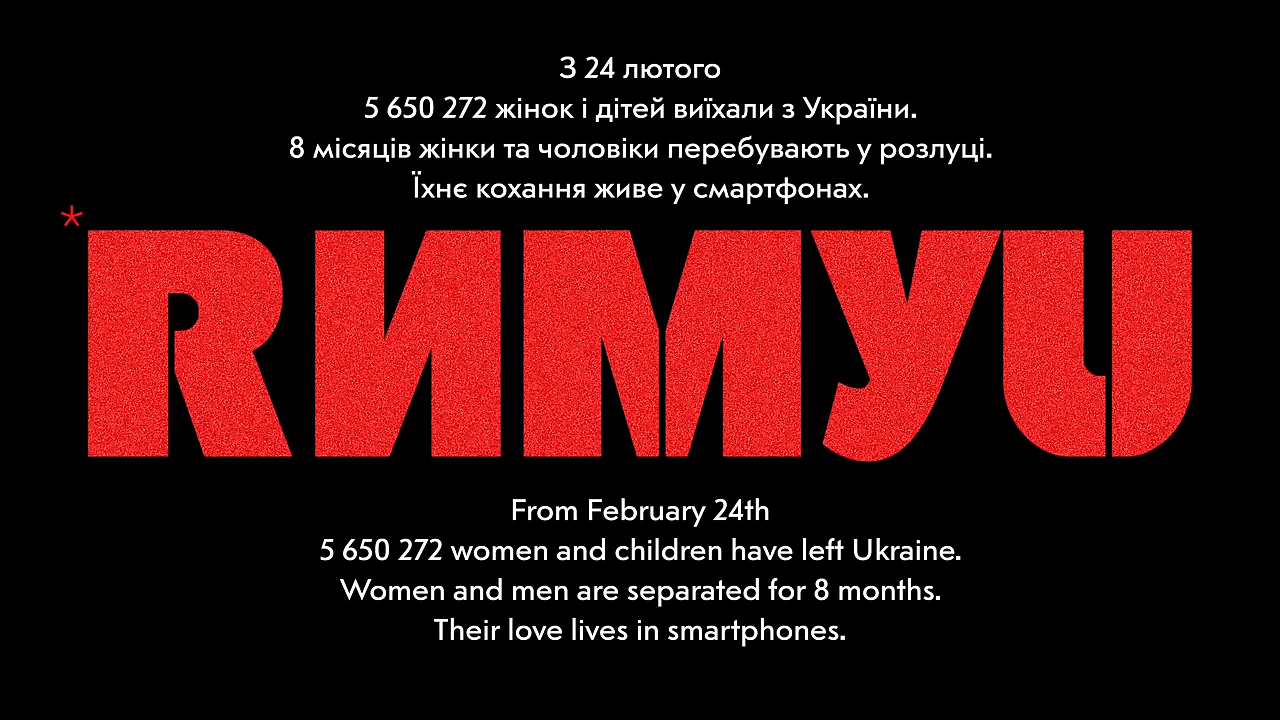 З 24 лютого
5 650 272 жінок і дітей виїхали з України.
8 місяців жінки та чоловіки перебувають у розлуці.
Їхнє кохання живе у смартфонах.
*RИМУU
From February 24th
5 650 272 women and children have left Ukraine.
Women and men are separated for 8 months.
Their love lives in smartphones.